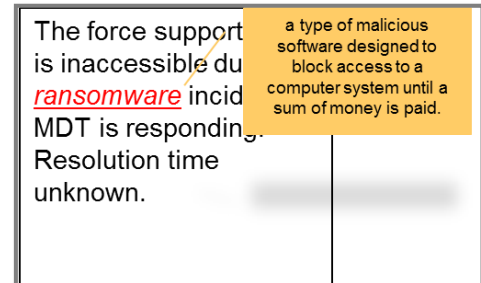 The force support
is inaccessible du
ransomware incid
MDT is responding.
Resolution time
unknown.
a type of malicious
software designed to
block access to a
computer system until a
sum of money is paid.